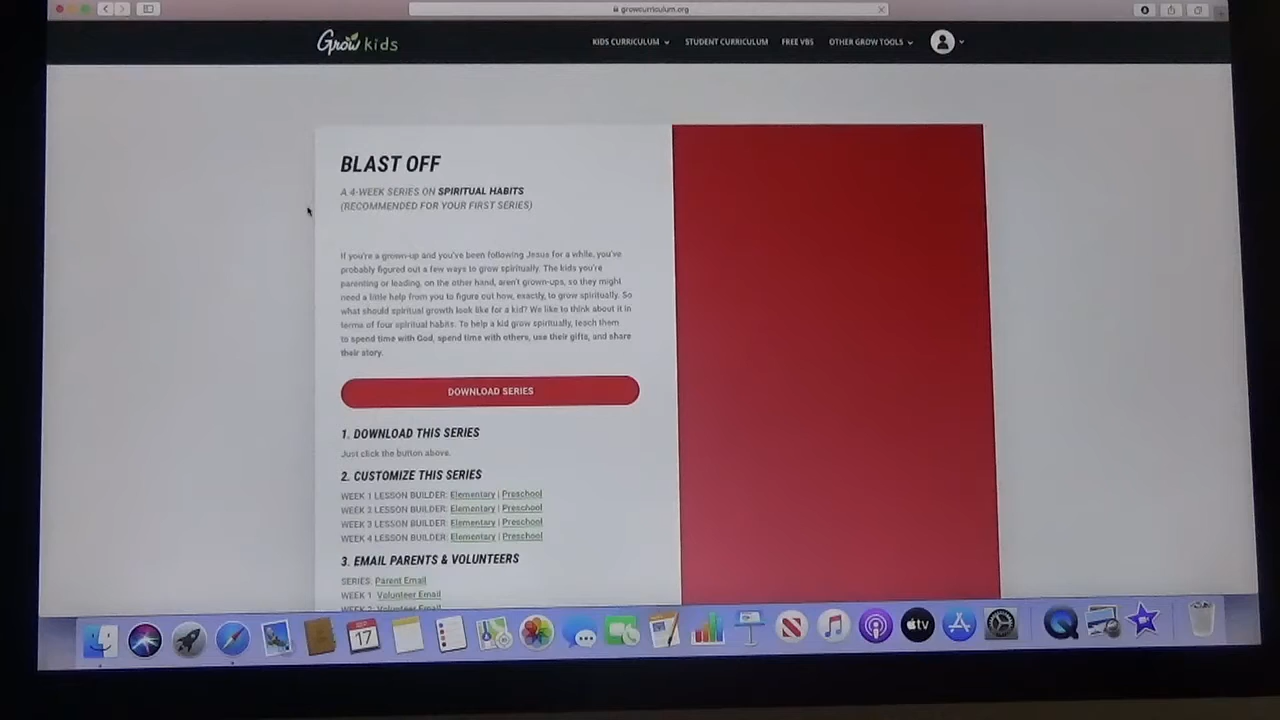 growcurriculum.org
Grow kids
KIDS CURRICULUM
STUDENT CURRICULUM
FREE VBS
OTHER GROW TOOLS
BLAST OFF
A 4-WEEK SERIES ON SPIRITUAL HABITS
(RECOMMENDED FOR YOUR FIRST SERIES)
If you're a grown-up and you've been following Jesus for a while, you've
probably figured out a few ways to grow spiritually. The kids you're
parenting or leading, on the other hand, aren't grown-ups, so they might
need a little help from you to figure out how, exactly, to grow spiritually. So
what should spiritual growth look like for a kid? We like to think about it in
terms of four spiritual habits. To help a kid grow spiritually, teach them
to spend time with God, spend time with others, use their gifts, and share
their story.
DOWNLOAD SERIES
1. DOWNLOAD THIS SERIES
Just click the button above.
2. CUSTOMIZE THIS SERIES
WEEK 1 LESSON BUILDER: Elementary | Preschool
WEEK 2 LESSON BUILDER: Elementary | Preschool
WEEK 3 LESSON BUILDER: Elementary | Preschool
WEEK 4 LESSON BUILDER: Elementary | Preschool
3. EMAIL PARENTS & VOLUNTEERS
SERIES: Parent Email
WEEK 1: Volunteer Email
WEEK 2: Volunteer Email
17
tv